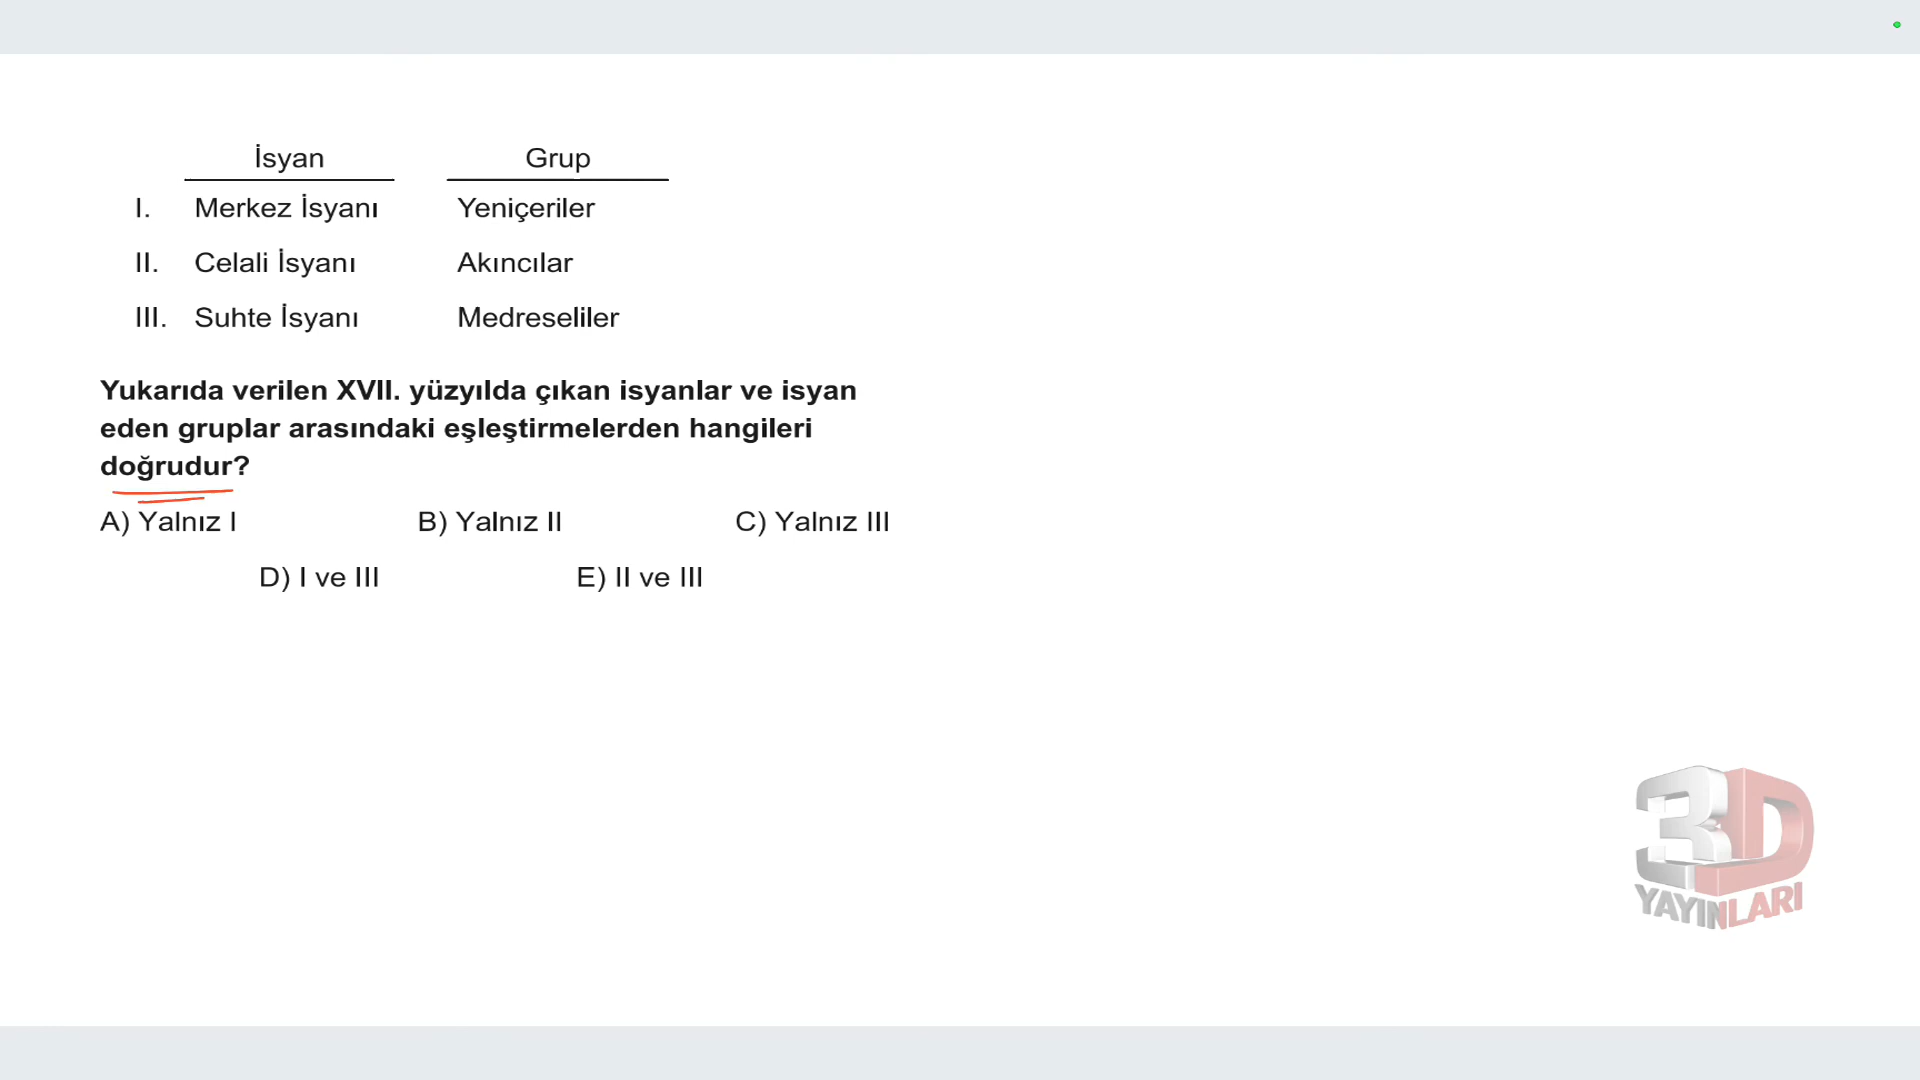 İsyan Grup
I. Merkez İsyanı Yeniçeriler
II. Celali İsyanı Akıncılar
III. Suhte İsyanı Medreseliler
Yukarıda verilen XVII. yüzyılda çıkan isyanlar ve isyan
eden gruplar arasındaki eşleştirmelerden hangileri
doğrudur?
A) Yalnız I B) Yalnız II C) Yalnız III
D) I ve III E) II ve III
3D
YAYINLARI